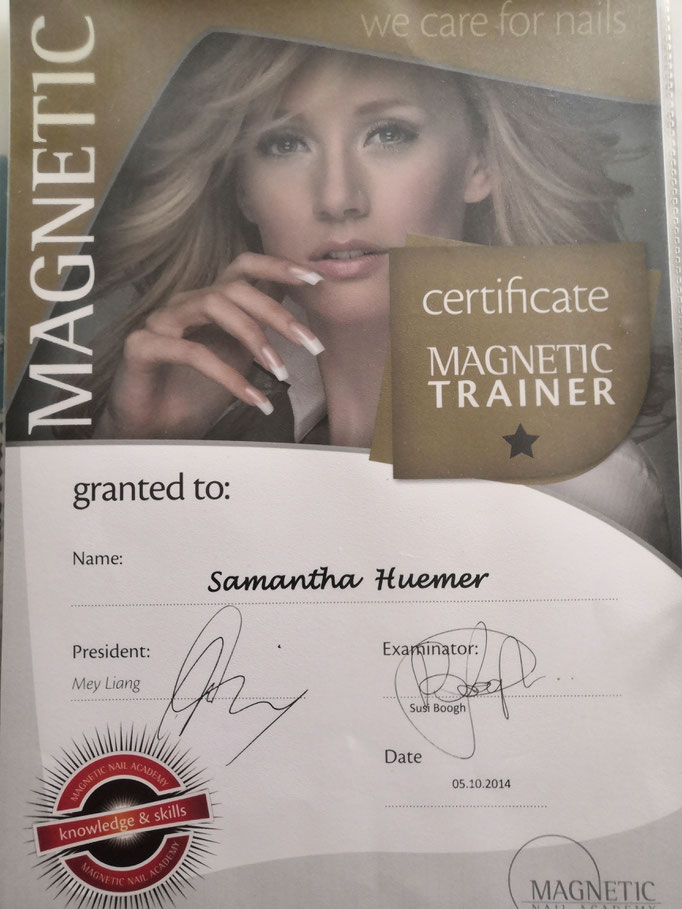 we care for nails
MAGNETIC
certificate
MAGNETIC
TRAINER
granted to:
Name:
Samantha Huemer
President:
Mey Liang
Examinator:
Susi Boogh
Date
05.10.2014
MAGNETIC NAIL ACADEMY
knowledge & skills
MAGNETIC NAIL ACADEMY
MAGNETIC
NAIL ACADEMY